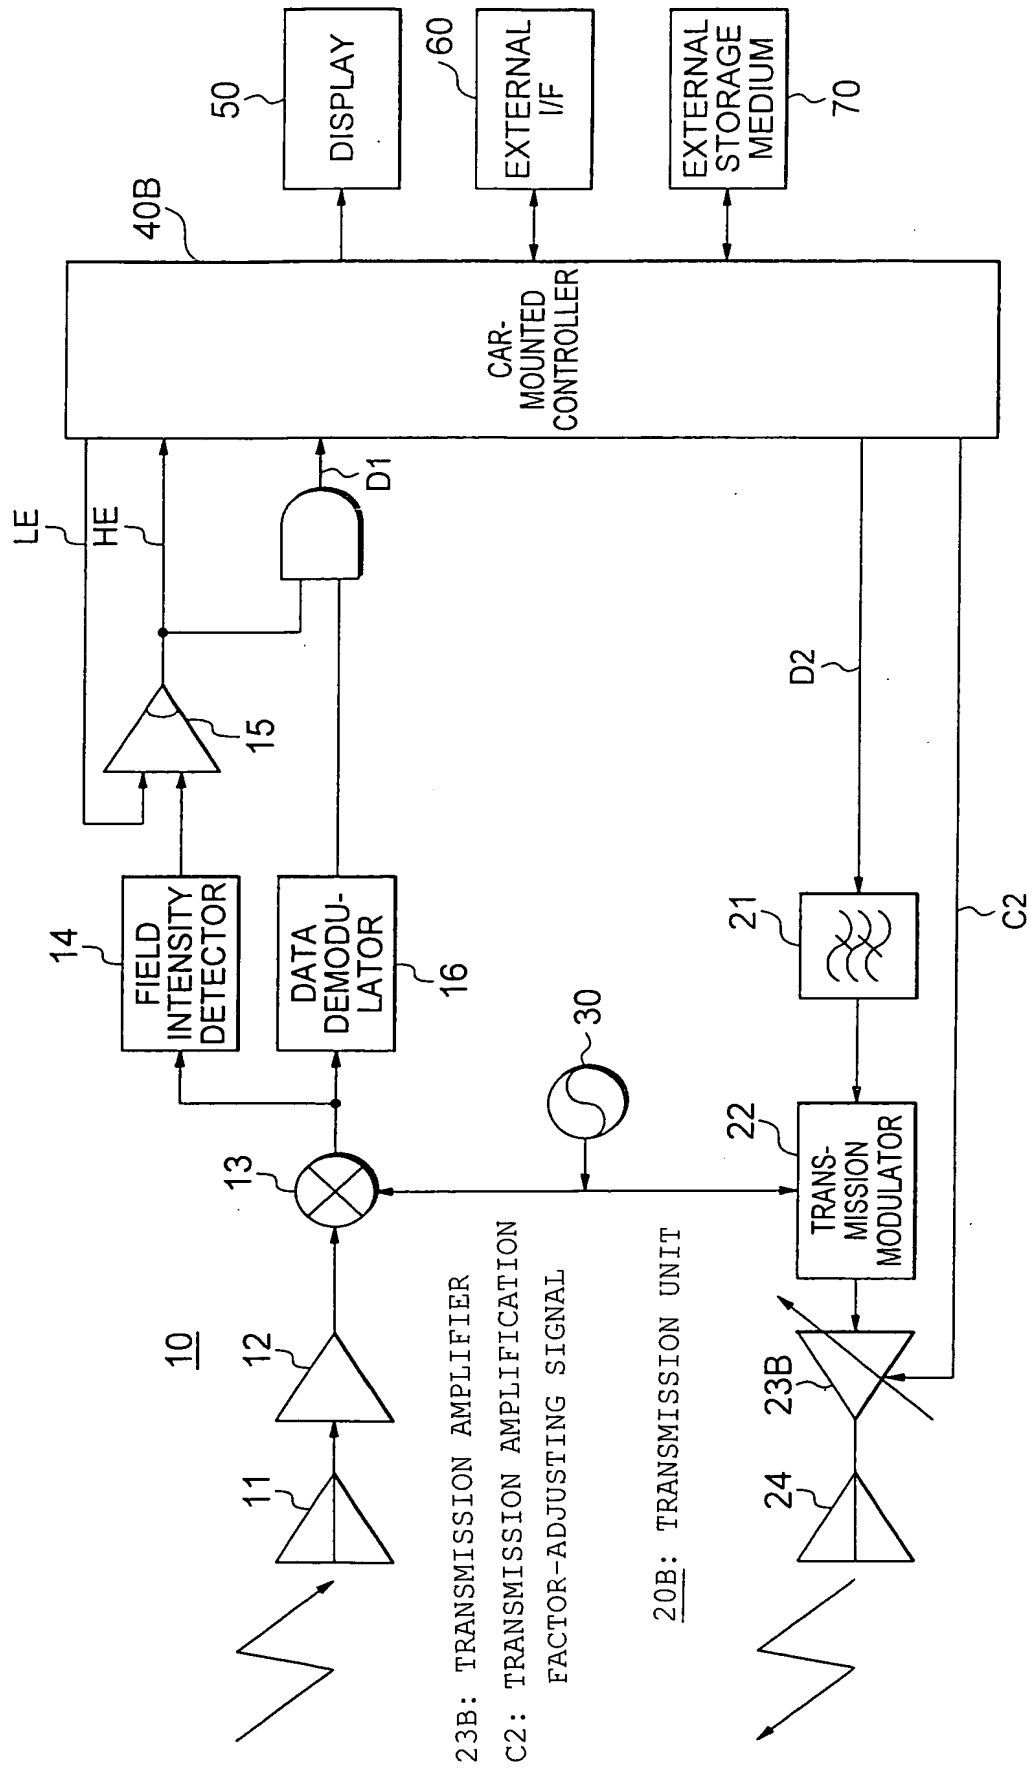 10
11
12
13
14
FIELD
INTENSITY
DETECTOR
DATA
DEMODU-
LATOR
16
15
LE
HE
D1
40B
CAR-
MOUNTED
CONTROLLER
50
DISPLAY
60
EXTERNAL
I/F
EXTERNAL
STORAGE
MEDIUM
70
30
23B: TRANSMISSION AMPLIFIER
C2: TRANSMISSION AMPLIFICATION
FACTOR-ADJUSTING SIGNAL
20B: TRANSMISSION UNIT
24
23B
22
TRANS-
MISSION
MODULATOR
21
D2
C2